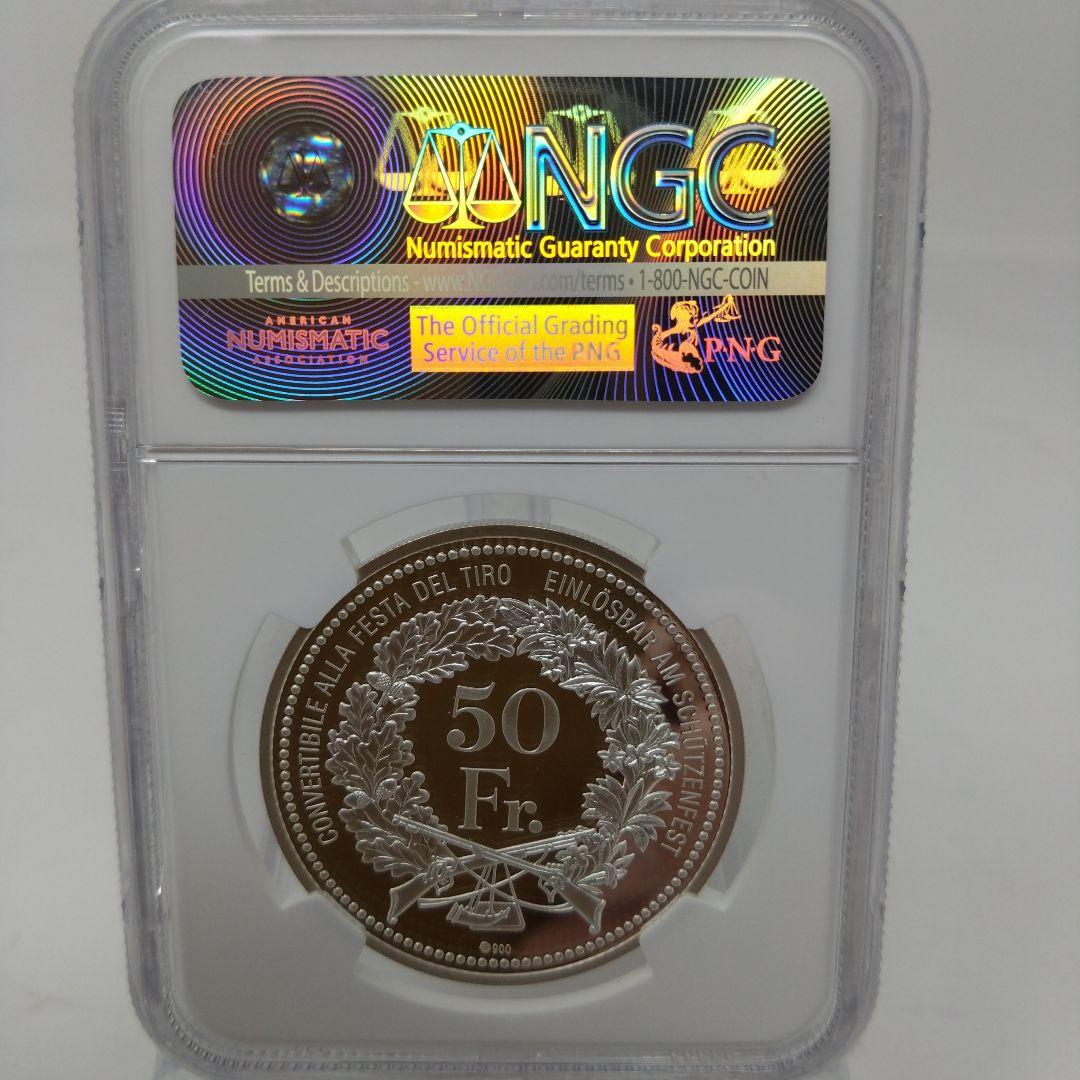 NGC
Numismatic Guaranty Corporation
Terms & Descriptions - www.NGCcoin.com/terms • 1-800-NGC-COIN
AMERICAN
NUMISMATIC
ASSOCIATION
The Official Grading
Service of the PNG
P·N·G
CONVERTIBILE ALLA FESTA DEL TIRO EINLÖSBAR AM SCHÜTZENFEST
50
Fr.
900